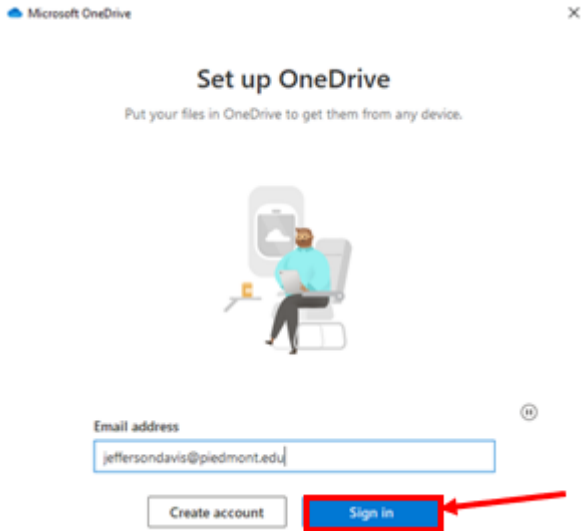 Microsoft OneDrive
Set up OneDrive
Put your files in OneDrive to get them from any device.
Email address
jeffersondavis@piedmont.edu
Create account
Sign in